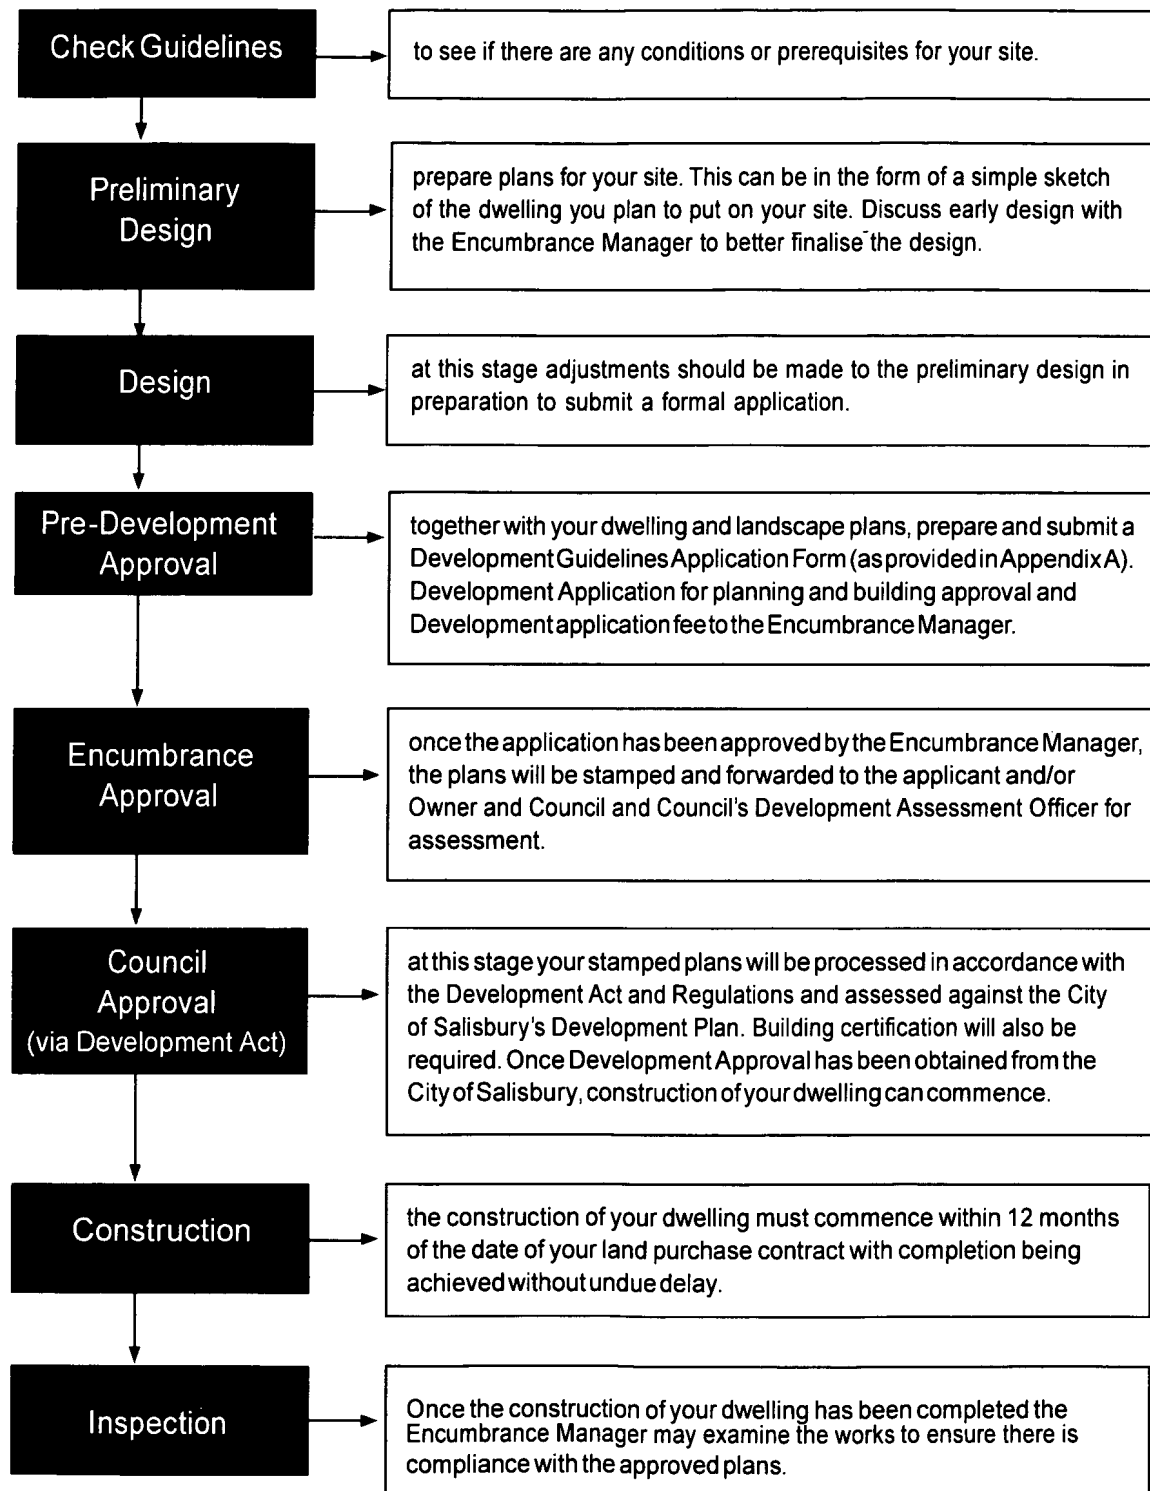 Check Guidelines
to see if there are any conditions or prerequisites for your site.
Preliminary
Design
prepare plans for your site. This can be in the form of a simple sketch
of the dwelling you plan to put on your site. Discuss early design with
the Encumbrance Manager to better finalise the design.
Design
at this stage adjustments should be made to the preliminary design in
preparation to submit a formal application.
Pre-Development
Approval
together with your dwelling and landscape plans, prepare and submit a
Development Guidelines Application Form (as provided in Appendix A).
Development Application for planning and building approval and
Development application fee to the Encumbrance Manager.
Encumbrance
Approval
once the application has been approved by the Encumbrance Manager,
the plans will be stamped and forwarded to the applicant and/or
Owner and Council and Council's Development Assessment Officer for
assessment.
Council
Approval
(via Development Act)
at this stage your stamped plans will be processed in accordance with
the Development Act and Regulations and assessed against the City
of Salisbury's Development Plan. Building certification will also be
required. Once Development Approval has been obtained from the
City of Salisbury, construction of your dwelling can commence.
Construction
the construction of your dwelling must commence within 12 months
of the date of your land purchase contract with completion being
achieved without undue delay.
Inspection
Once the construction of your dwelling has been completed the
Encumbrance Manager may examine the works to ensure there is
compliance with the approved plans.